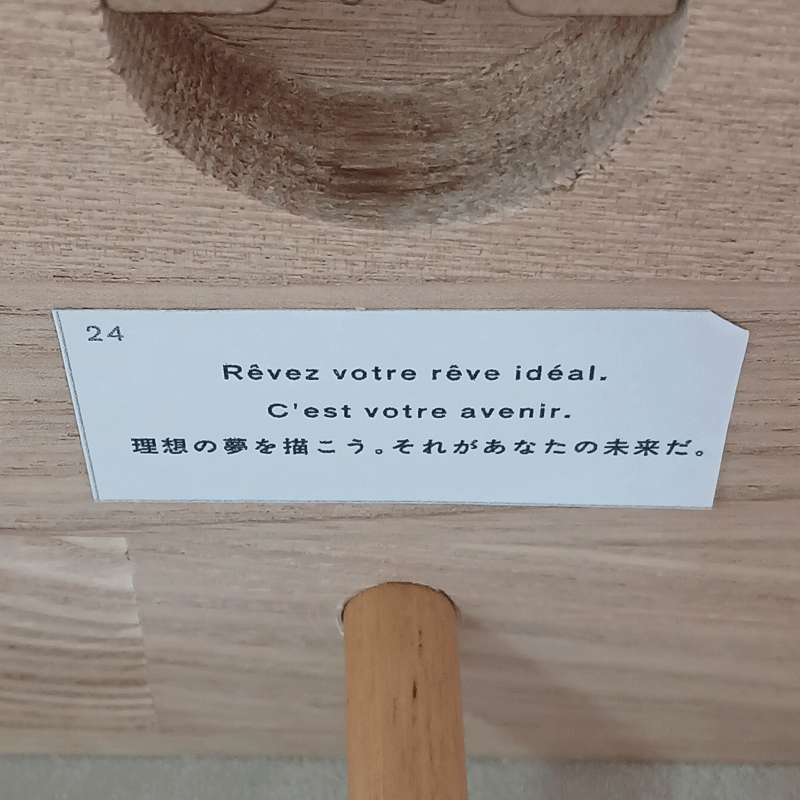 24
Rêvez votre rêve idéal.
C'est votre avenir.
理想の夢を描こう。それがあなたの未来だ。